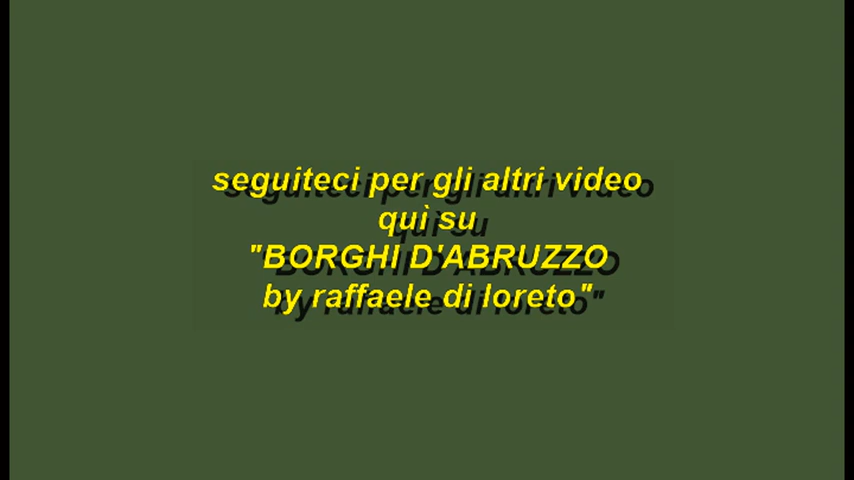 seguiteci per gli altri video
quì su
"BORGHI D'ABRUZZO
by raffaele di loreto"